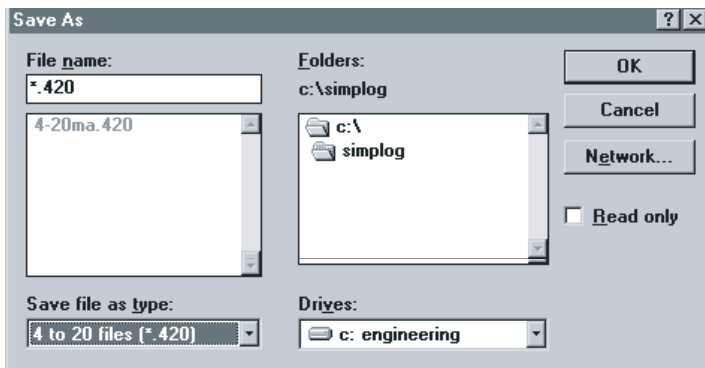 Save As
File name:
*.420
4-20ma.420
Save file as type:
4 to 20 files (*.420)
Folders:
c:\simplog
c:\
simplog
Drives:
c: engineering
OK
Cancel
Network...
Read only